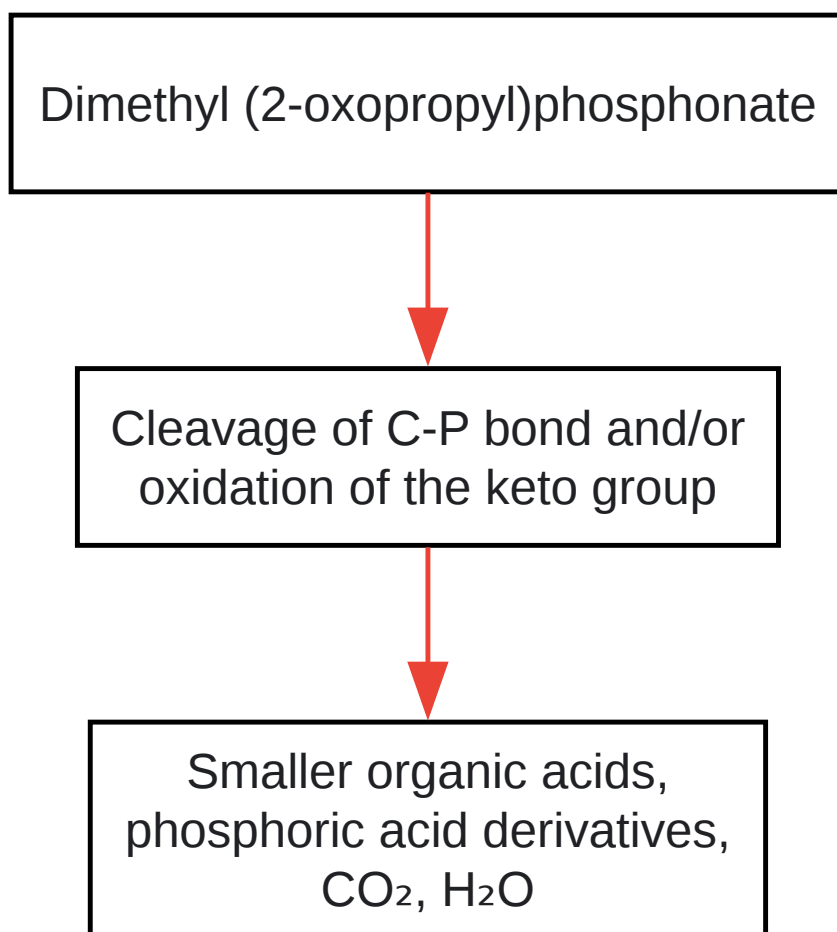 Dimethyl (2-oxopropyl)phosphonate
Cleavage of C-P bond and/or
oxidation of the keto group
Smaller organic acids,
phosphoric acid derivatives,
CO₂, H₂O